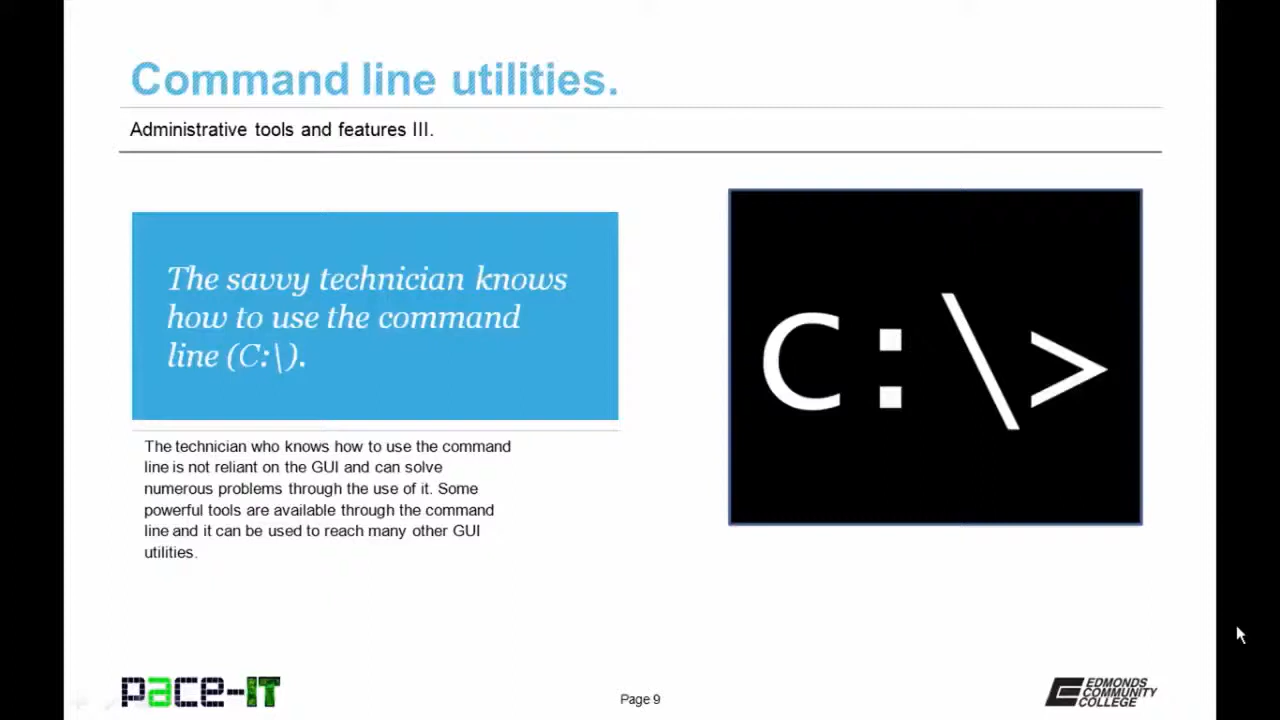 Command line utilities.
Administrative tools and features III.
The savvy technician knows
how to use the command
line (C:\).
C:\>
The technician who knows how to use the command
line is not reliant on the GUI and can solve
numerous problems through the use of it. Some
powerful tools are available through the command
line and it can be used to reach many other GUI
utilities.
pace-IT
Page 9
EDMONDS
COMMUNITY
COLLEGE